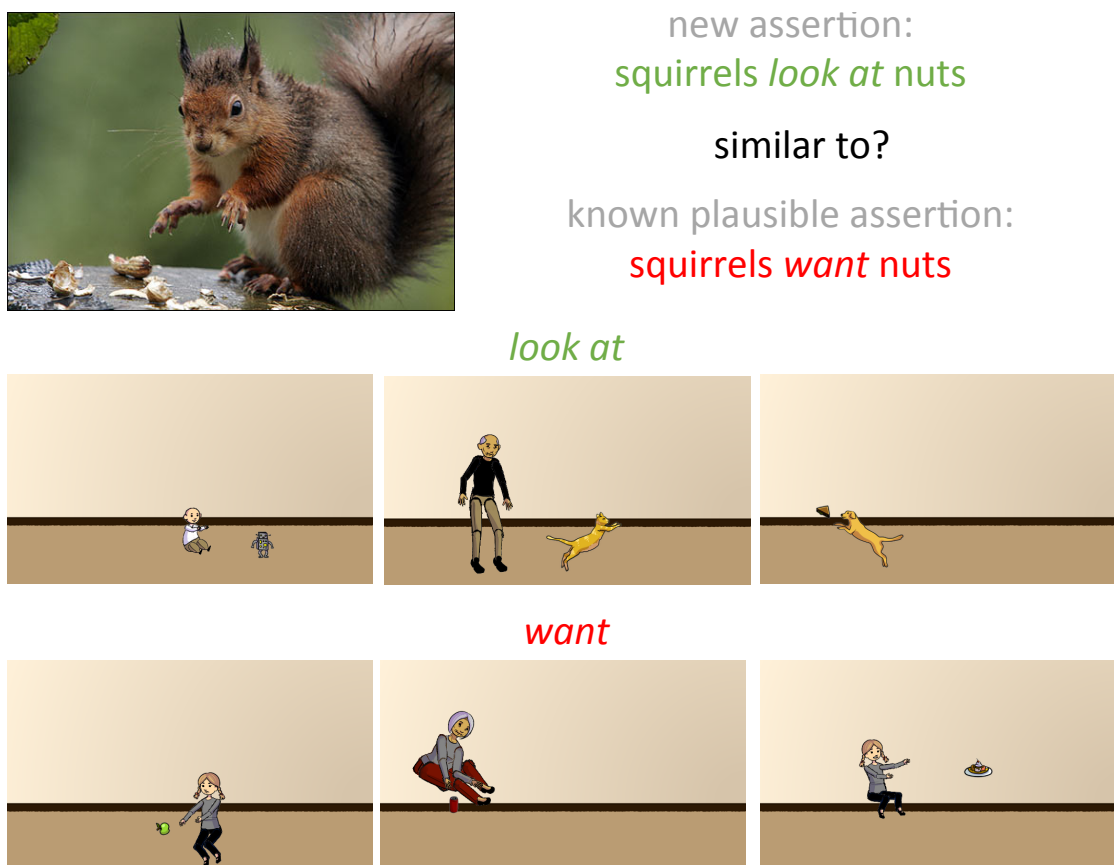 new assertion:
squirrels look at nuts
similar to?
known plausible assertion:
squirrels want nuts
look at
want